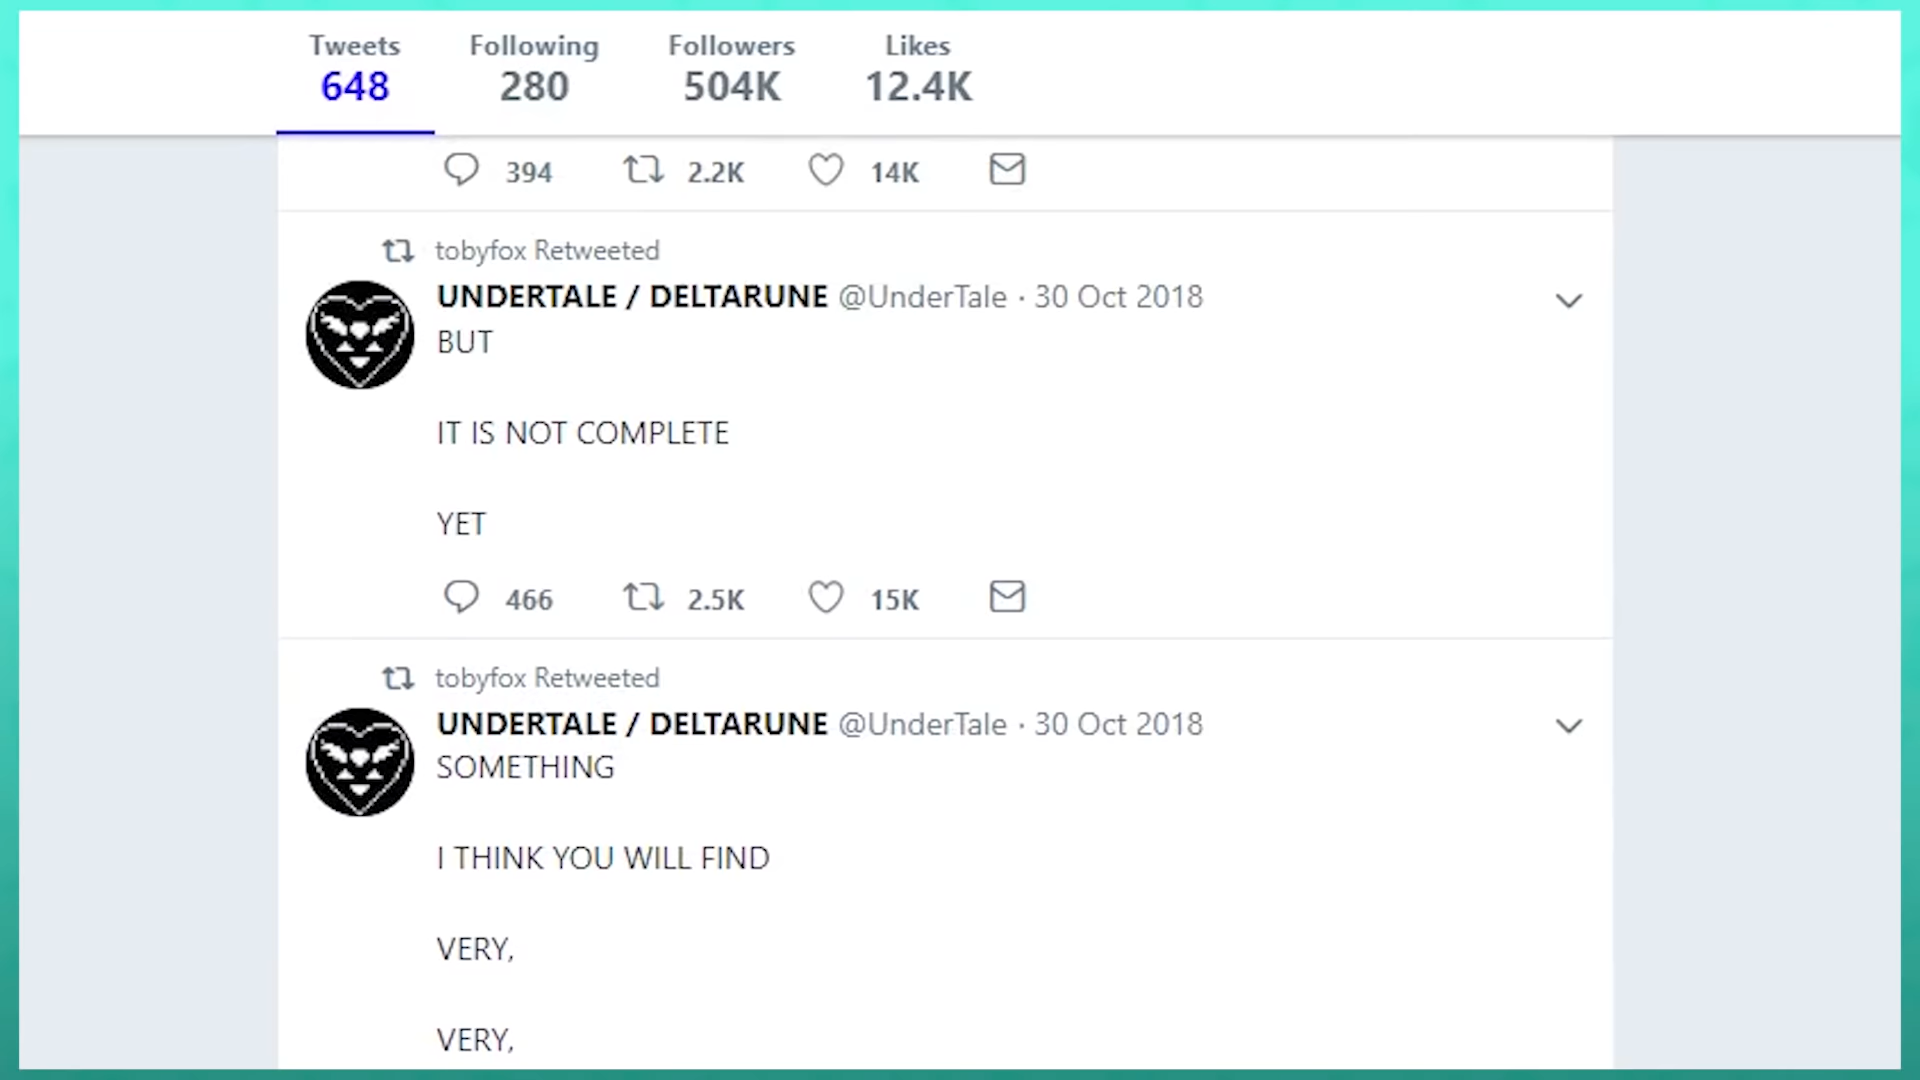 Tweets Following Followers Likes
648 280 504K 12.4K
394 2.2K 14K
tobyfox Retweeted
UNDERTALE / DELTARUNE @UnderTale · 30 Oct 2018
BUT
IT IS NOT COMPLETE
YET
466 2.5K 15K
tobyfox Retweeted
UNDERTALE / DELTARUNE @UnderTale · 30 Oct 2018
SOMETHING
I THINK YOU WILL FIND
VERY,
VERY,